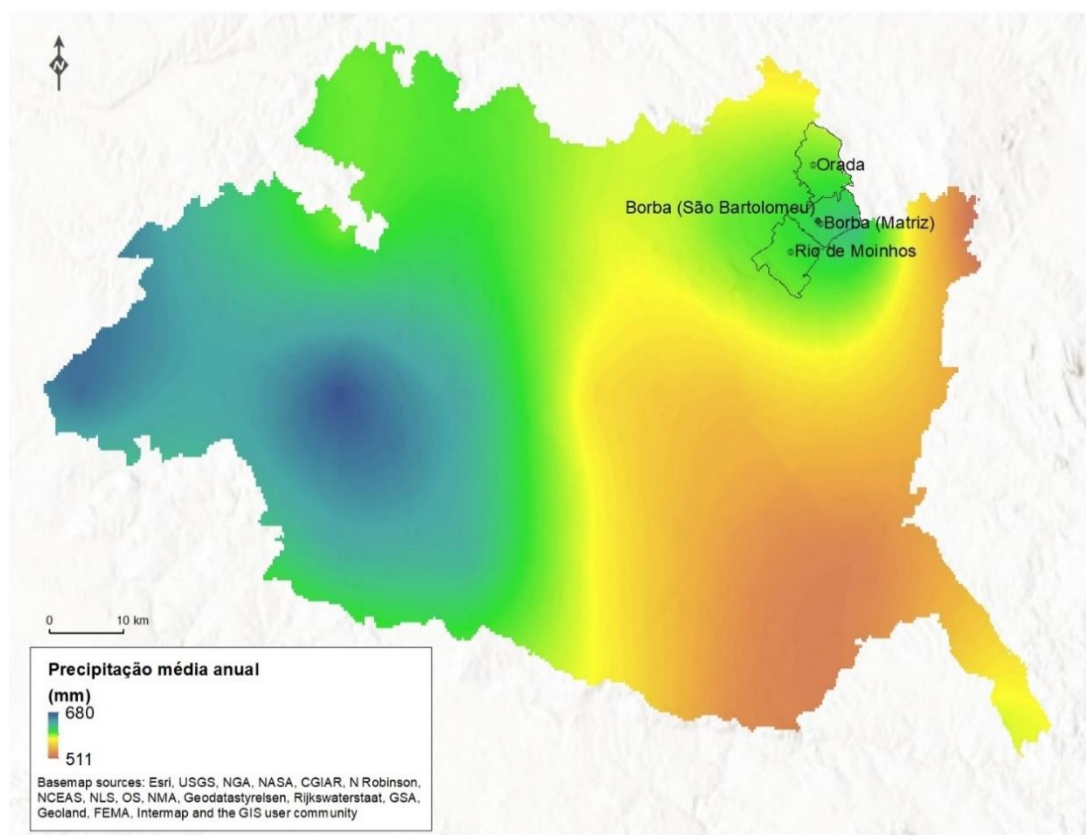 N
Orada
Borba (São Bartolomeu)
Borba (Matriz)
Rio de Moinhos
0 10 km
Precipitação média anual
(mm)
680
511
Basemap sources: Esri, USGS, NGA, NASA, CGIAR, N Robinson,
NCEAS, NLS, OS, NMA, Geodatastyrelsen, Rijkswaterstaat, GSA,
Geoland, FEMA, Intermap and the GIS user community